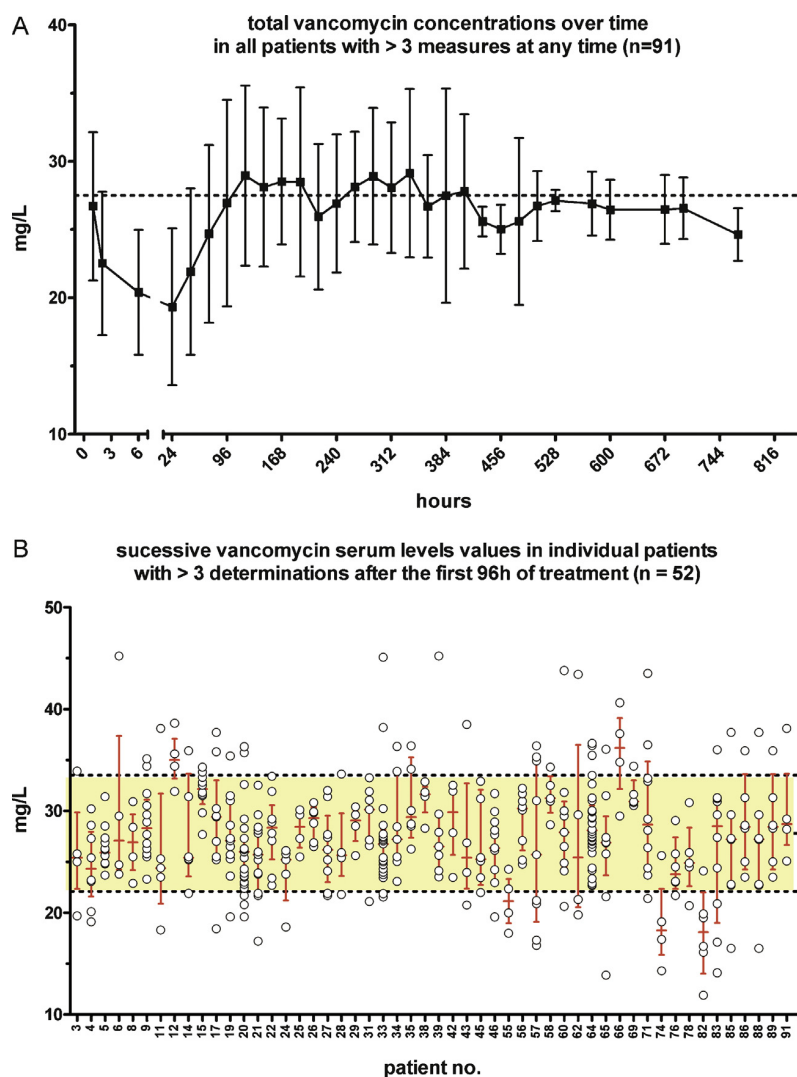 A
total vancomycin concentrations over time
in all patients with > 3 measures at any time (n=91)
40
30
20
10
mg/L
0 3 6 24 96 168 240 312 384 456 528 600 672 744 816
hours
B
sucessive vancomycin serum levels values in individual patients
with > 3 determinations after the first 96h of treatment (n = 52)
50
40
30
20
10
mg/L
3 4 5 6 8 9 11 12 14 15 17 19 20 21 22 24 25 26 27 28 29 31 33 34 35 38 39 42 43 45 46 55 56 57 58 60 62 64 65 66 69 71 74 76 78 82 83 85 86 88 89 91
patient no.